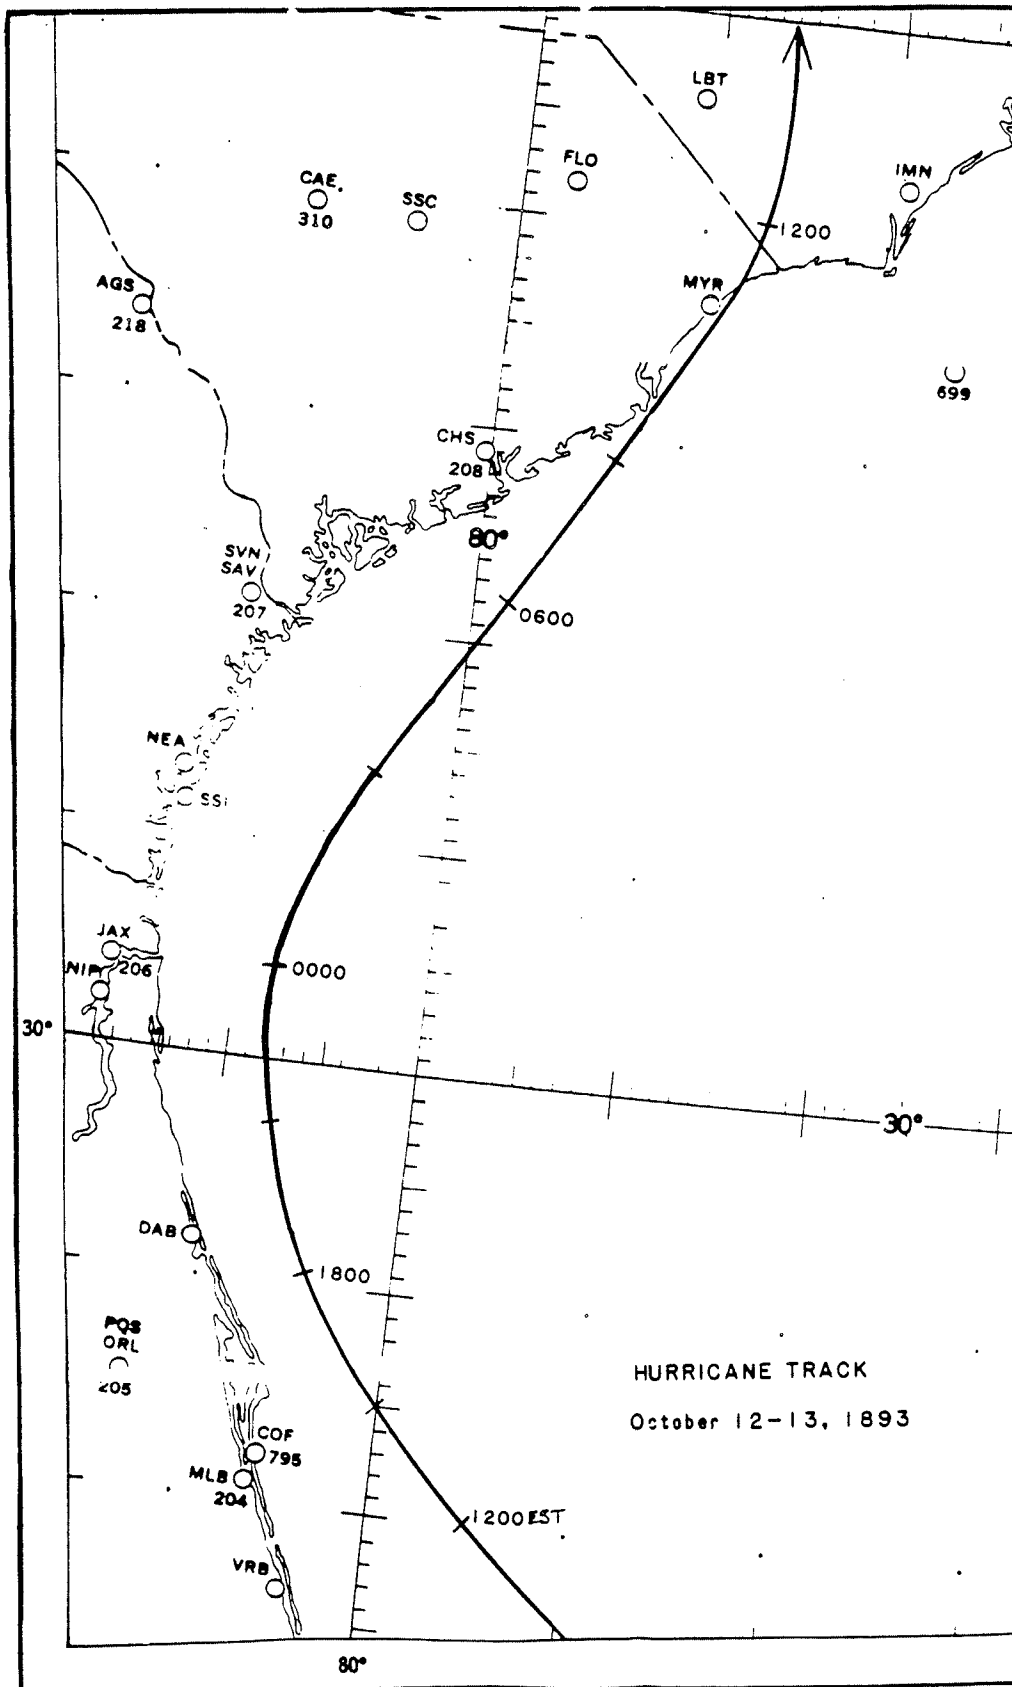 LBT
FLO
IMN
CAE.
310
SSC
1200
AGS
218
MYR
699
CHS
208
80°
SVN
SAV
207
0600
NEA
SSI
JAX
206
NIP
0000
30°
30°
DAB
1800
ORL
205
HURRICANE TRACK
October 12-13, 1893
COF
795
MLB
204
1200 EST
VRB
80°